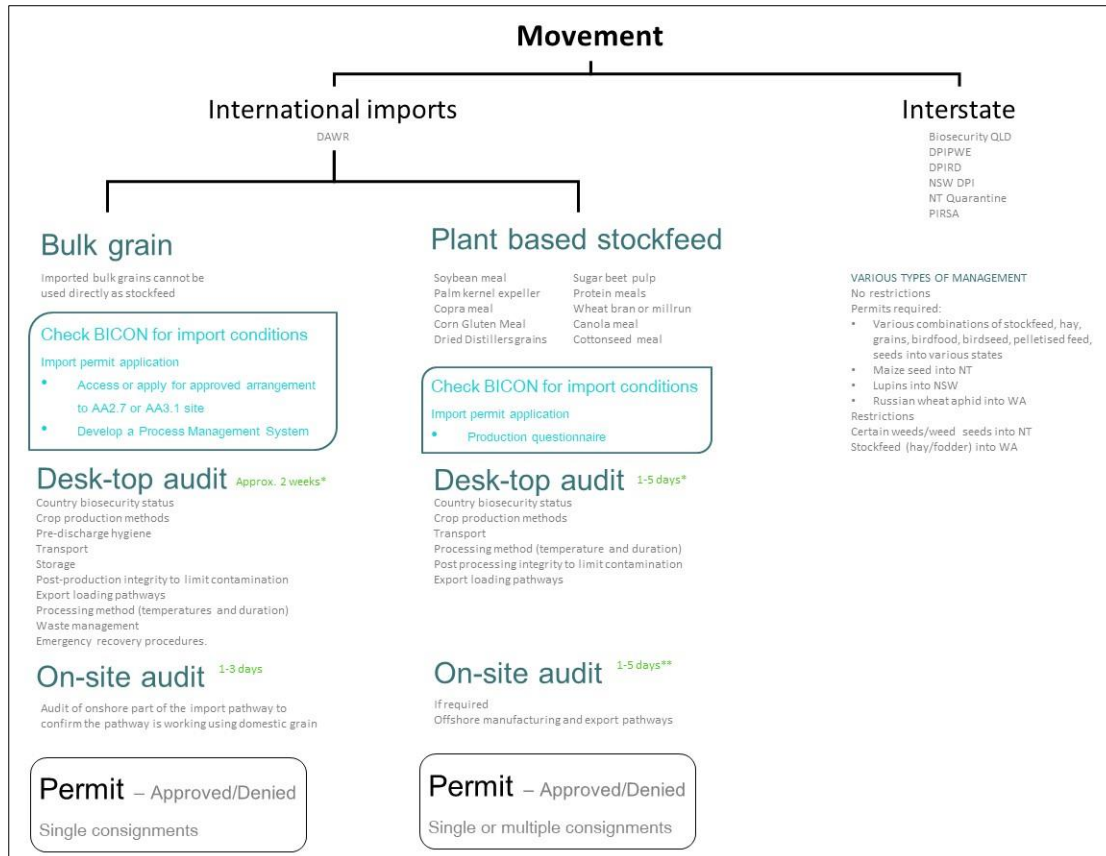 Movement
International imports
DAWR
Interstate
Biosecurity QLD
DPIPWE
DPIRD
NSW DPI
NT Quarantine
PIRSA
Bulk grain
Imported bulk grains cannot be
used directly as stockfeed
Check BICON for import conditions
Import permit application
• Access or apply for approved arrangement
to AA2.7 or AA3.1 site
• Develop a Process Management System
Desk-top audit Approx. 2 weeks*
Country biosecurity status
Crop production methods
Pre-discharge hygiene
Transport
Storage
Post-production integrity to limit contamination
Export loading pathways
Processing method (temperatures and duration)
Waste management
Emergency recovery procedures.
On-site audit 1-3 days
Audit of onshore part of the import pathway to
confirm the pathway is working using domestic grain
Permit – Approved/Denied
Single consignments
Plant based stockfeed
Soybean meal
Palm kernel expeller
Copra meal
Corn Gluten Meal
Dried Distillers grains
Sugar beet pulp
Protein meals
Wheat bran or millrun
Canola meal
Cottonseed meal
Check BICON for import conditions
Import permit application
• Production questionnaire
Desk-top audit 1-5 days*
Country biosecurity status
Crop production methods
Transport
Processing method (temperature and duration)
Post processing integrity to limit contamination
Export loading pathways
On-site audit 1-5 days**
If required
Offshore manufacturing and export pathways
Permit – Approved/Denied
Single or multiple consignments
VARIOUS TYPES OF MANAGEMENT
No restrictions
Permits required:
• Various combinations of stockfeed, hay,
grains, birdfood, birdseed, pelletised feed,
seeds into various states
• Maize seed into NT
• Lupins into NSW
• Russian wheat aphid into WA
Restrictions
Certain weeds/weed seeds into NT
Stockfeed (hay/fodder) into WA